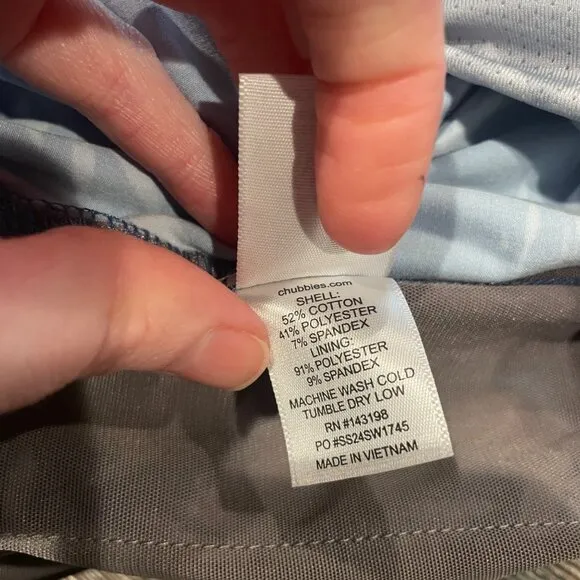 chubbies.com
SHELL:
52% COTTON
41% POLYESTER
7% SPANDEX
LINING:
91% POLYESTER
9% SPANDEX
MACHINE WASH COLD
TUMBLE DRY LOW
RN #143198
PO #SS24SW1745
MADE IN VIETNAM